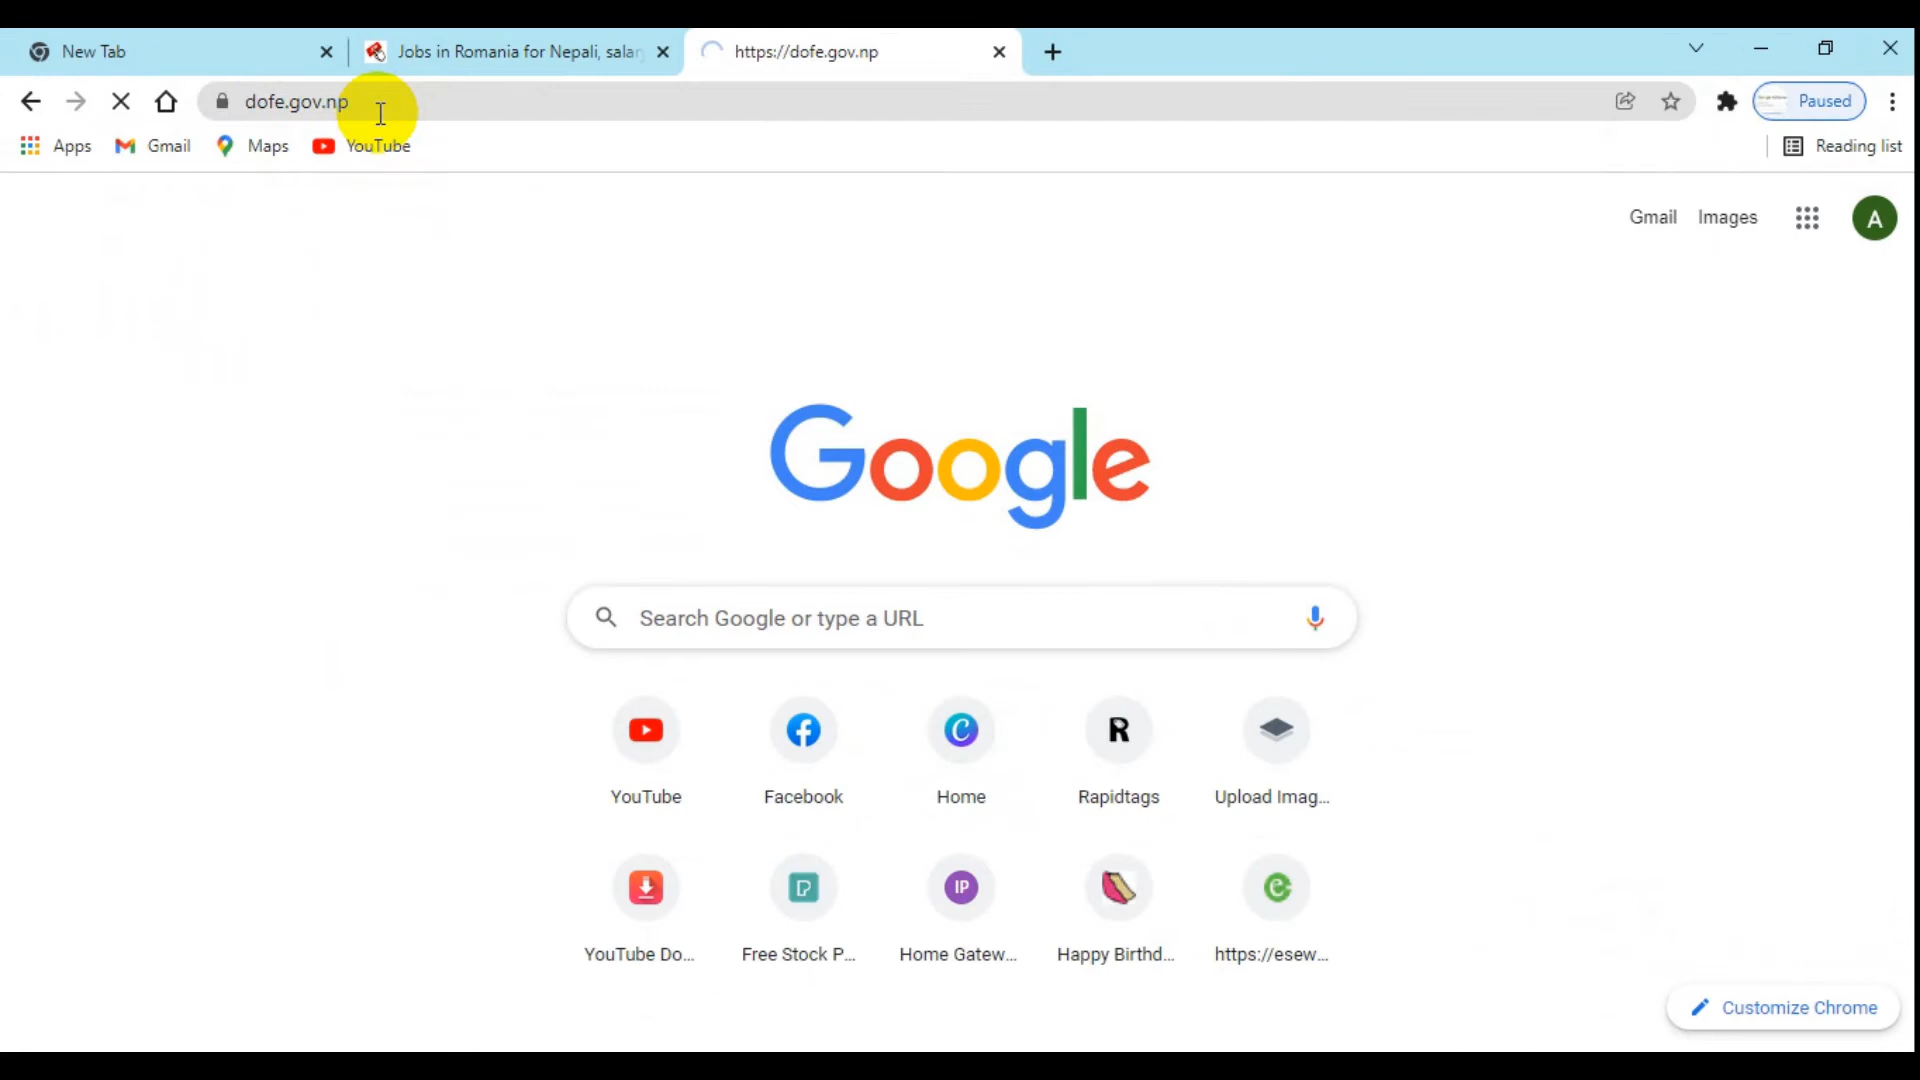 New Tab
Jobs in Romania for Nepali, salar
https://dofe.gov.np
dofe.gov.np
Paused
Apps
Gmail
Maps
YouTube
Reading list
Gmail
Images
A
Google
Search Google or type a URL
YouTube
Facebook
Home
Rapidtags
Upload Imag...
YouTube Do...
Free Stock P...
IP
Home Gatew...
Happy Birthd...
https://esew...
Customize Chrome